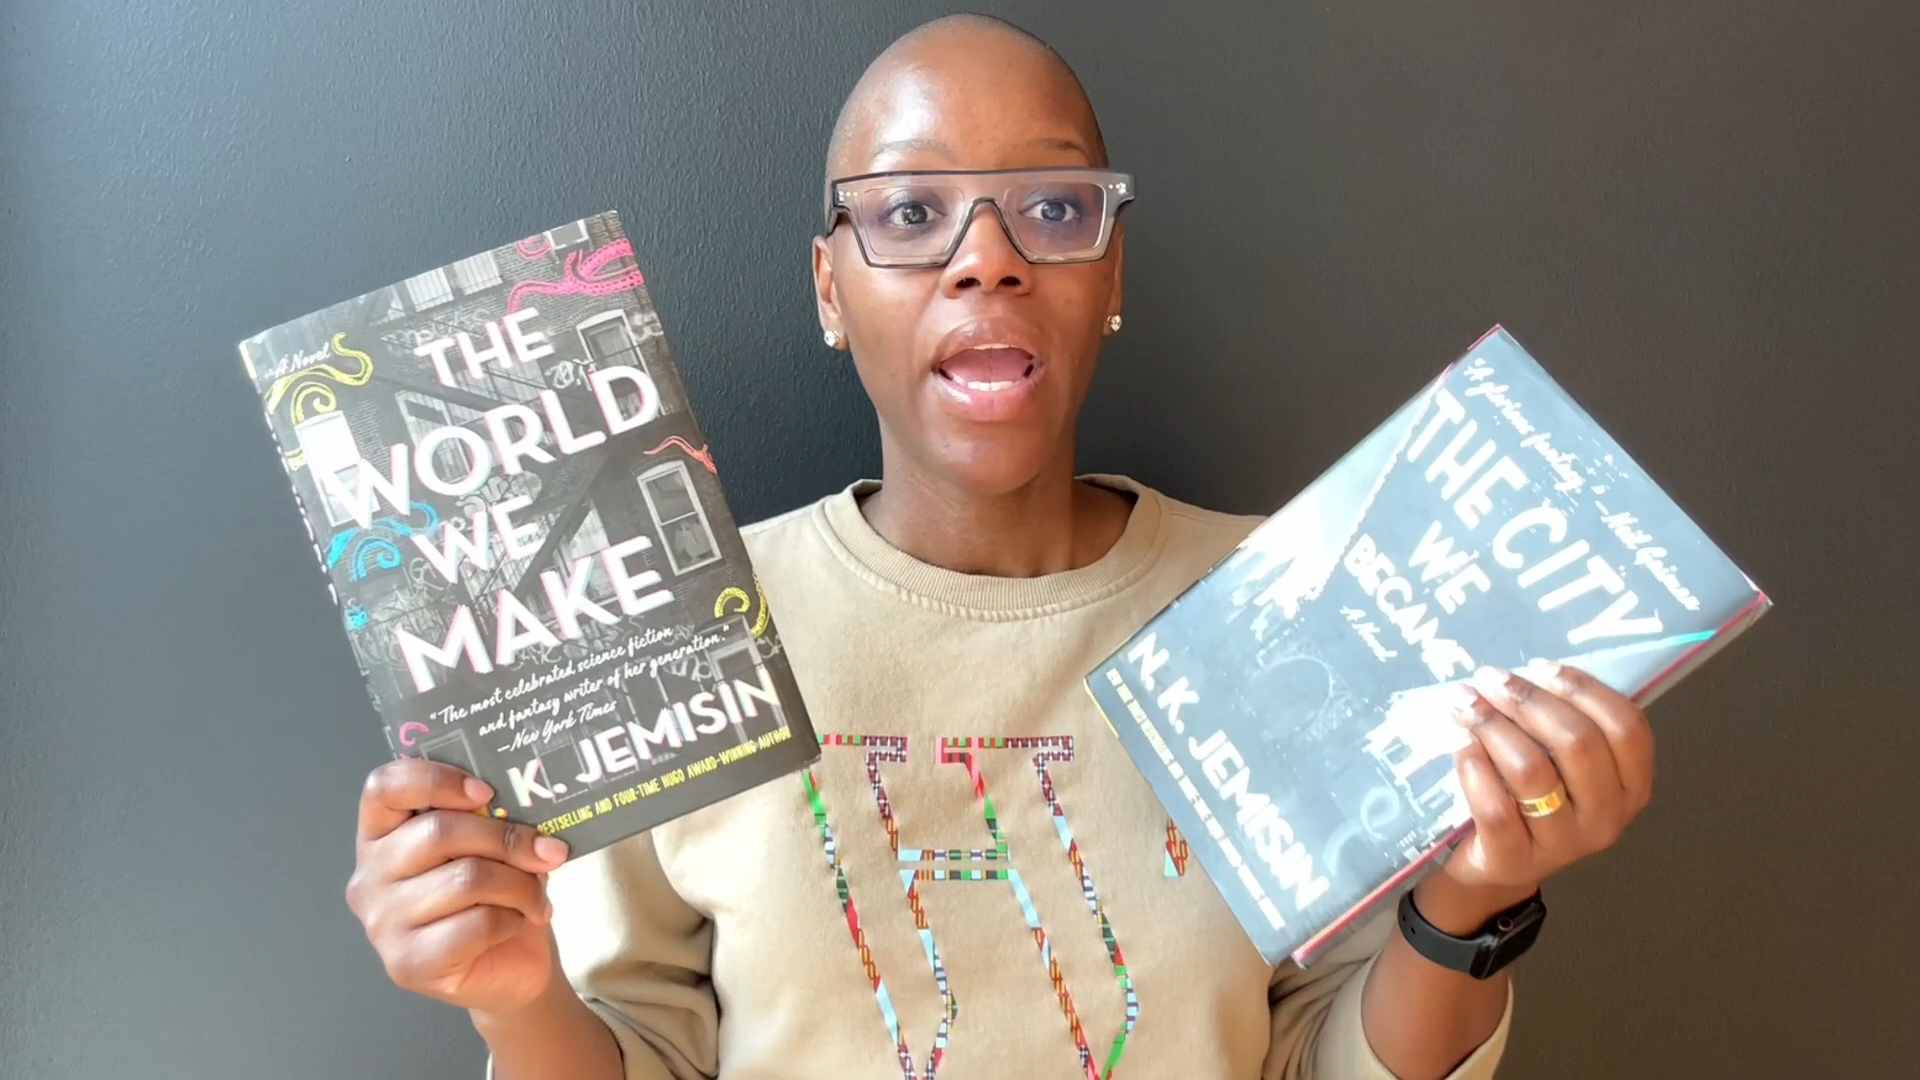 A Novel
THE
WORLD
WE
MAKE
"The most celebrated science fiction
and fantasy writer of her generation."
—New York Times
K. JEMISIN
BESTSELLING AND FOUR-TIME HUGO AWARD-WINNING AUTHOR
"A glorious fantasy." —Neil Gaiman
THE CITY
WE
BECAME
A Novel
N. K. JEMISIN